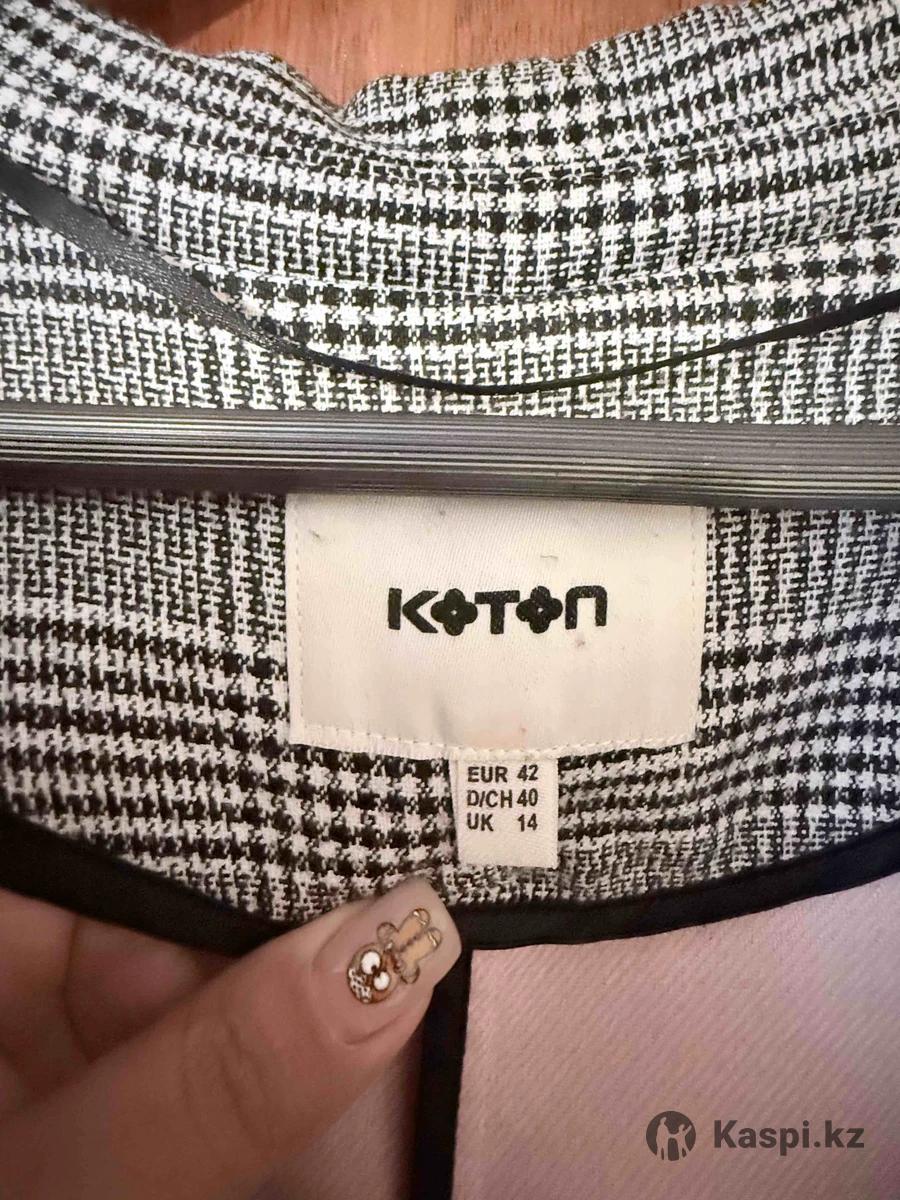 KOTON
EUR 42
D/CH 40
UK 14
Kaspi.kz